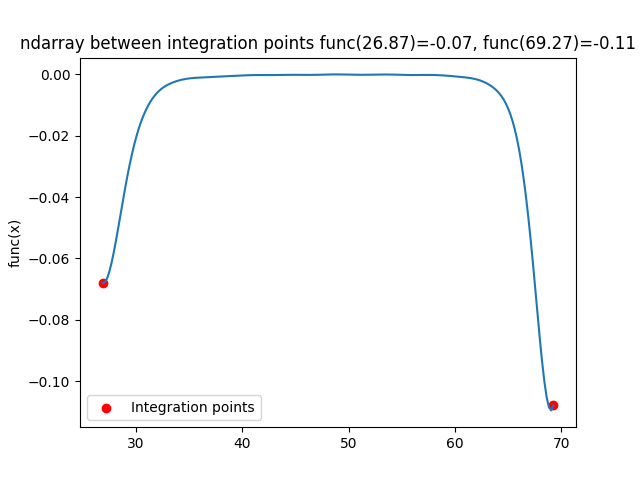 ndarray between integration points func(26.87)=-0.07, func(69.27)=-0.11
0.00
−0.02
−0.04
−0.06
−0.08
−0.10
func(x)
Integration points
30 40 50 60 70